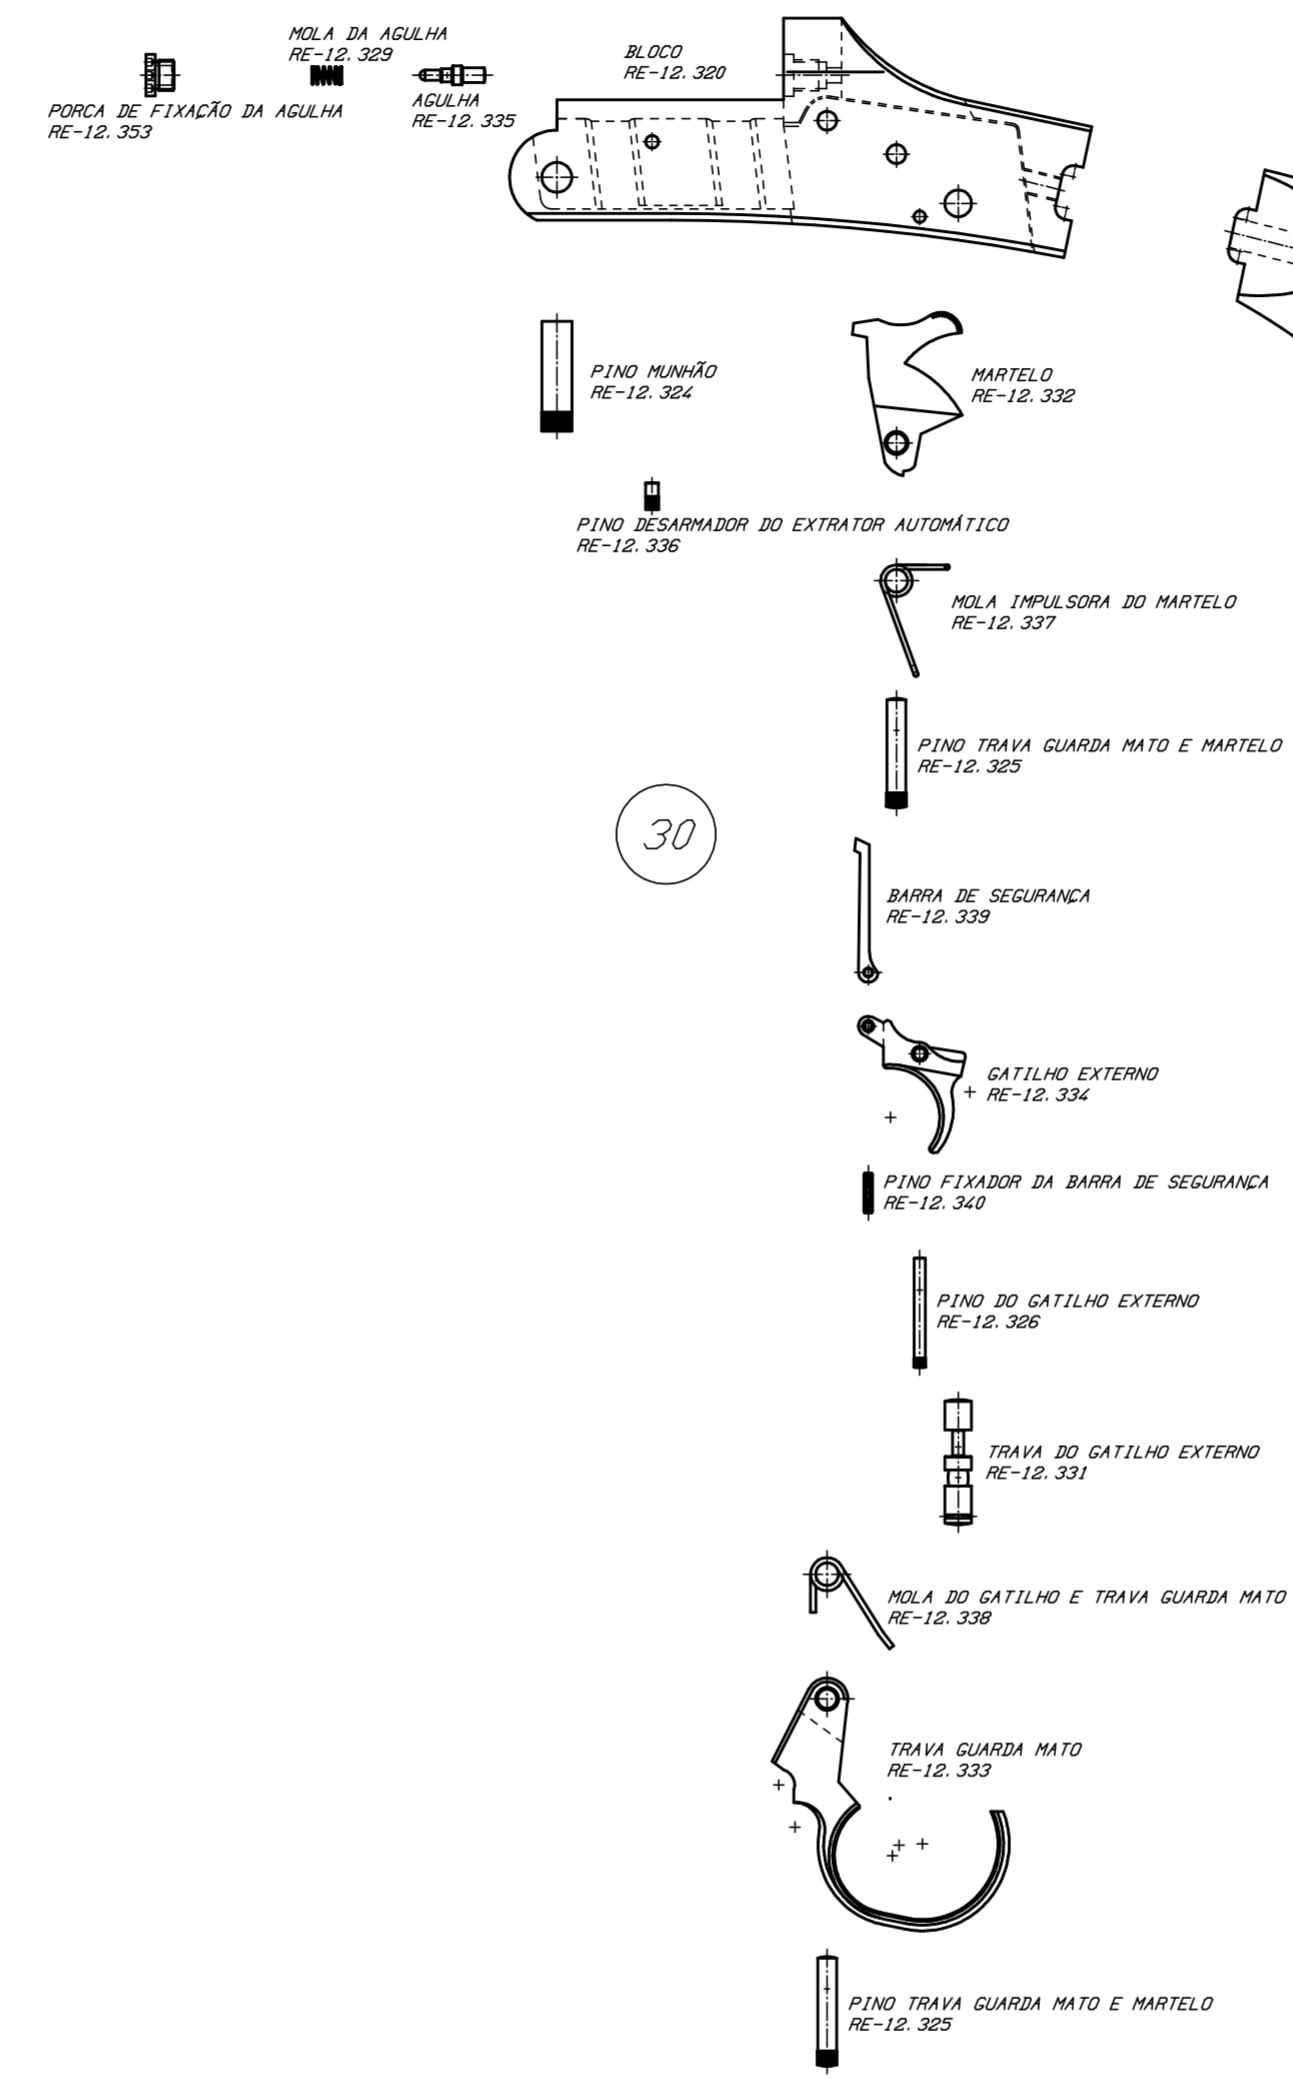 MOLA DA AGULHA
RE-12.329
BLOCO
RE-12.320
PORCA DE FIXAÇÃO DA AGULHA
RE-12.353
AGULHA
RE-12.335
PINO MUNHÃO
RE-12.324
MARTELO
RE-12.332
PINO DESARMADOR DO EXTRATOR AUTOMÁTICO
RE-12.336
MOLA IMPULSORA DO MARTELO
RE-12.337
PINO TRAVA GUARDA MATO E MARTELO
RE-12.325
30
BARRA DE SEGURANÇA
RE-12.339
GATILHO EXTERNO
RE-12.334
PINO FIXADOR DA BARRA DE SEGURANÇA
RE-12.340
PINO DO GATILHO EXTERNO
RE-12.326
TRAVA DO GATILHO EXTERNO
RE-12.331
MOLA DO GATILHO E TRAVA GUARDA MATO
RE-12.338
TRAVA GUARDA MATO
RE-12.333
PINO TRAVA GUARDA MATO E MARTELO
RE-12.325